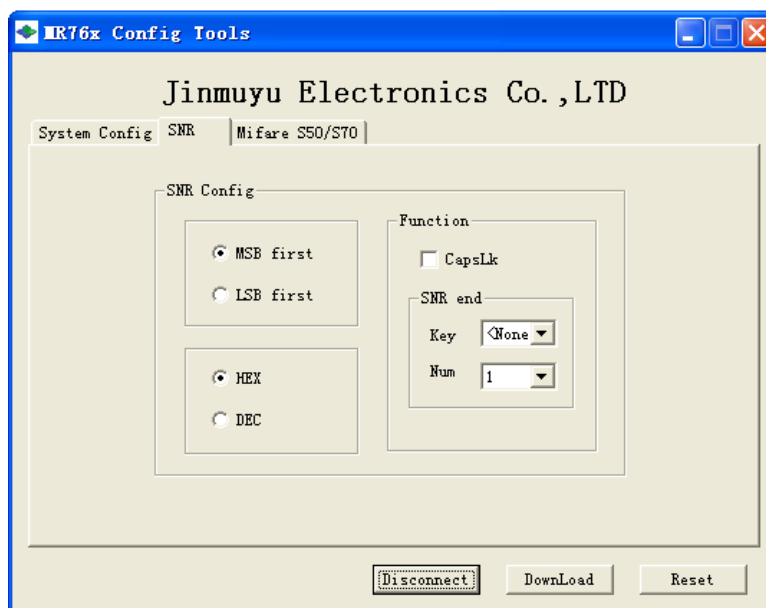 MR76x Config Tools
Jinmuyu Electronics Co.,LTD
System Config SNR Mifare S50/S70
SNR Config
MSB first
LSB first
HEX
DEC
Function
CapsLk
SNR end
Key <None
Num 1
Disconnect DownLoad Reset